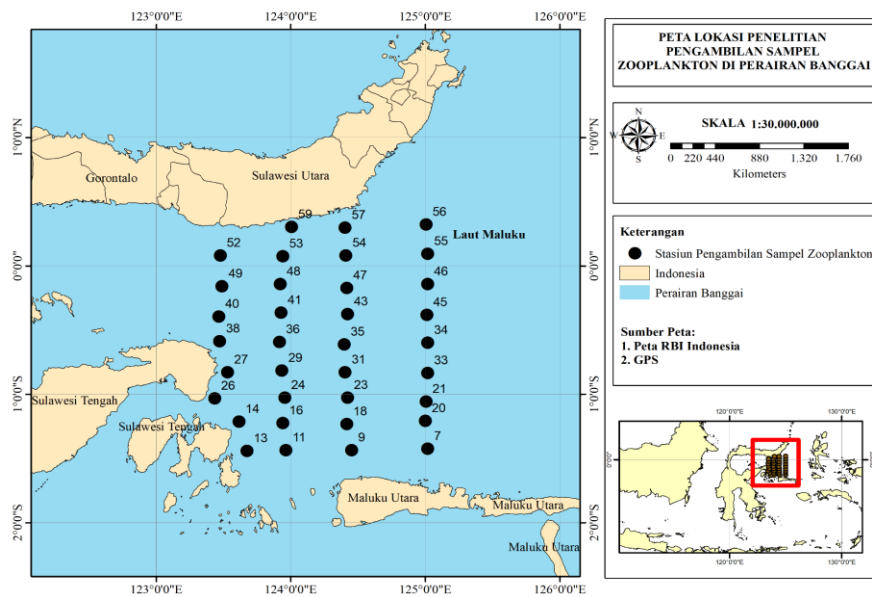 123°0'0"E 124°0'0"E 125°0'0"E 126°0'0"E
1°0'0"N
0°0'0"
1°0'0"S
2°0'0"S
Gorontalo
Sulawesi Utara
Laut Maluku
59 57 56
52 53 54 55
49 48 47 46
40 41 43 45
38 36 35 34
27 29 31 33
26 24 23 21
14 16 18 20
13 11 9 7
Sulawesi Tengah
Sulawesi Tengah
Maluku Utara
Maluku Utara
Maluku Utara
123°0'0"E 124°0'0"E 125°0'0"E 126°0'0"E
PETA LOKASI PENELITIAN
PENGAMBILAN SAMPEL
ZOOPLANKTON DI PERAIRAN BANGGAI
N
W E
S
SKALA 1:30.000.000
0 220 440 880 1.320 1.760
Kilometers
Keterangan
Stasiun Pengambilan Sampel Zooplankton
Indonesia
Perairan Banggai
Sumber Peta:
1. Peta RBI Indonesia
2. GPS
120°0'0"E 130°0'0"E
0°0'0"
0°0'0"
120°0'0"E 130°0'0"E